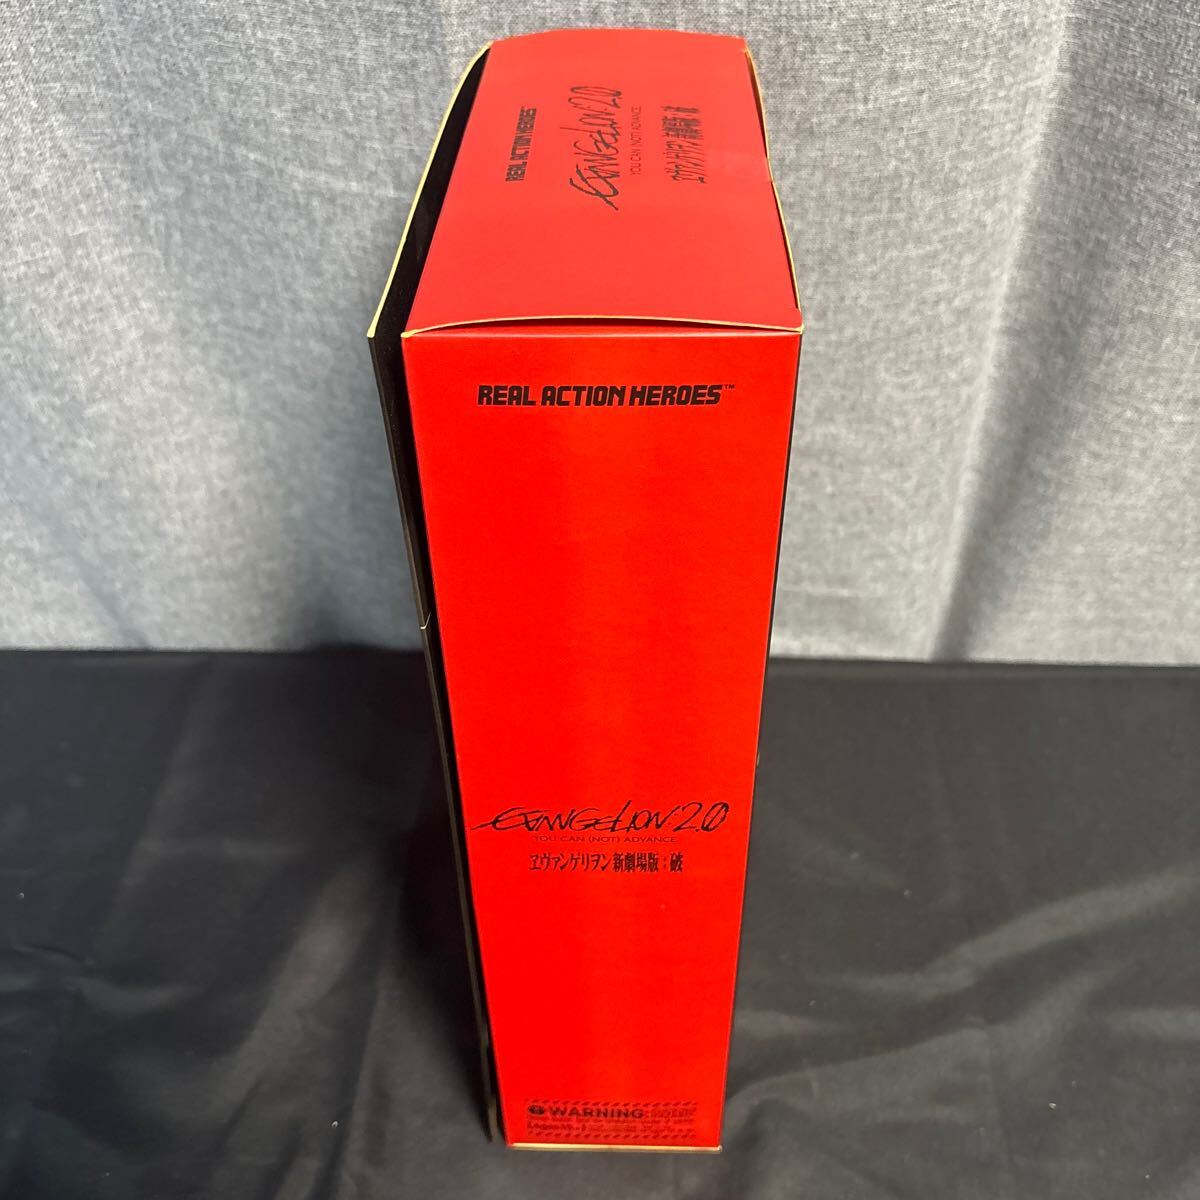 REAL ACTION HEROES
EVANGELION:2.0
YOU CAN (NOT) ADVANCE
ヱヴァンゲリヲン新劇場版:破
REAL ACTION HEROES™
EVANGELION:2.0
YOU CAN (NOT) ADVANCE
ヱヴァンゲリヲン新劇場版:破
WARNING: